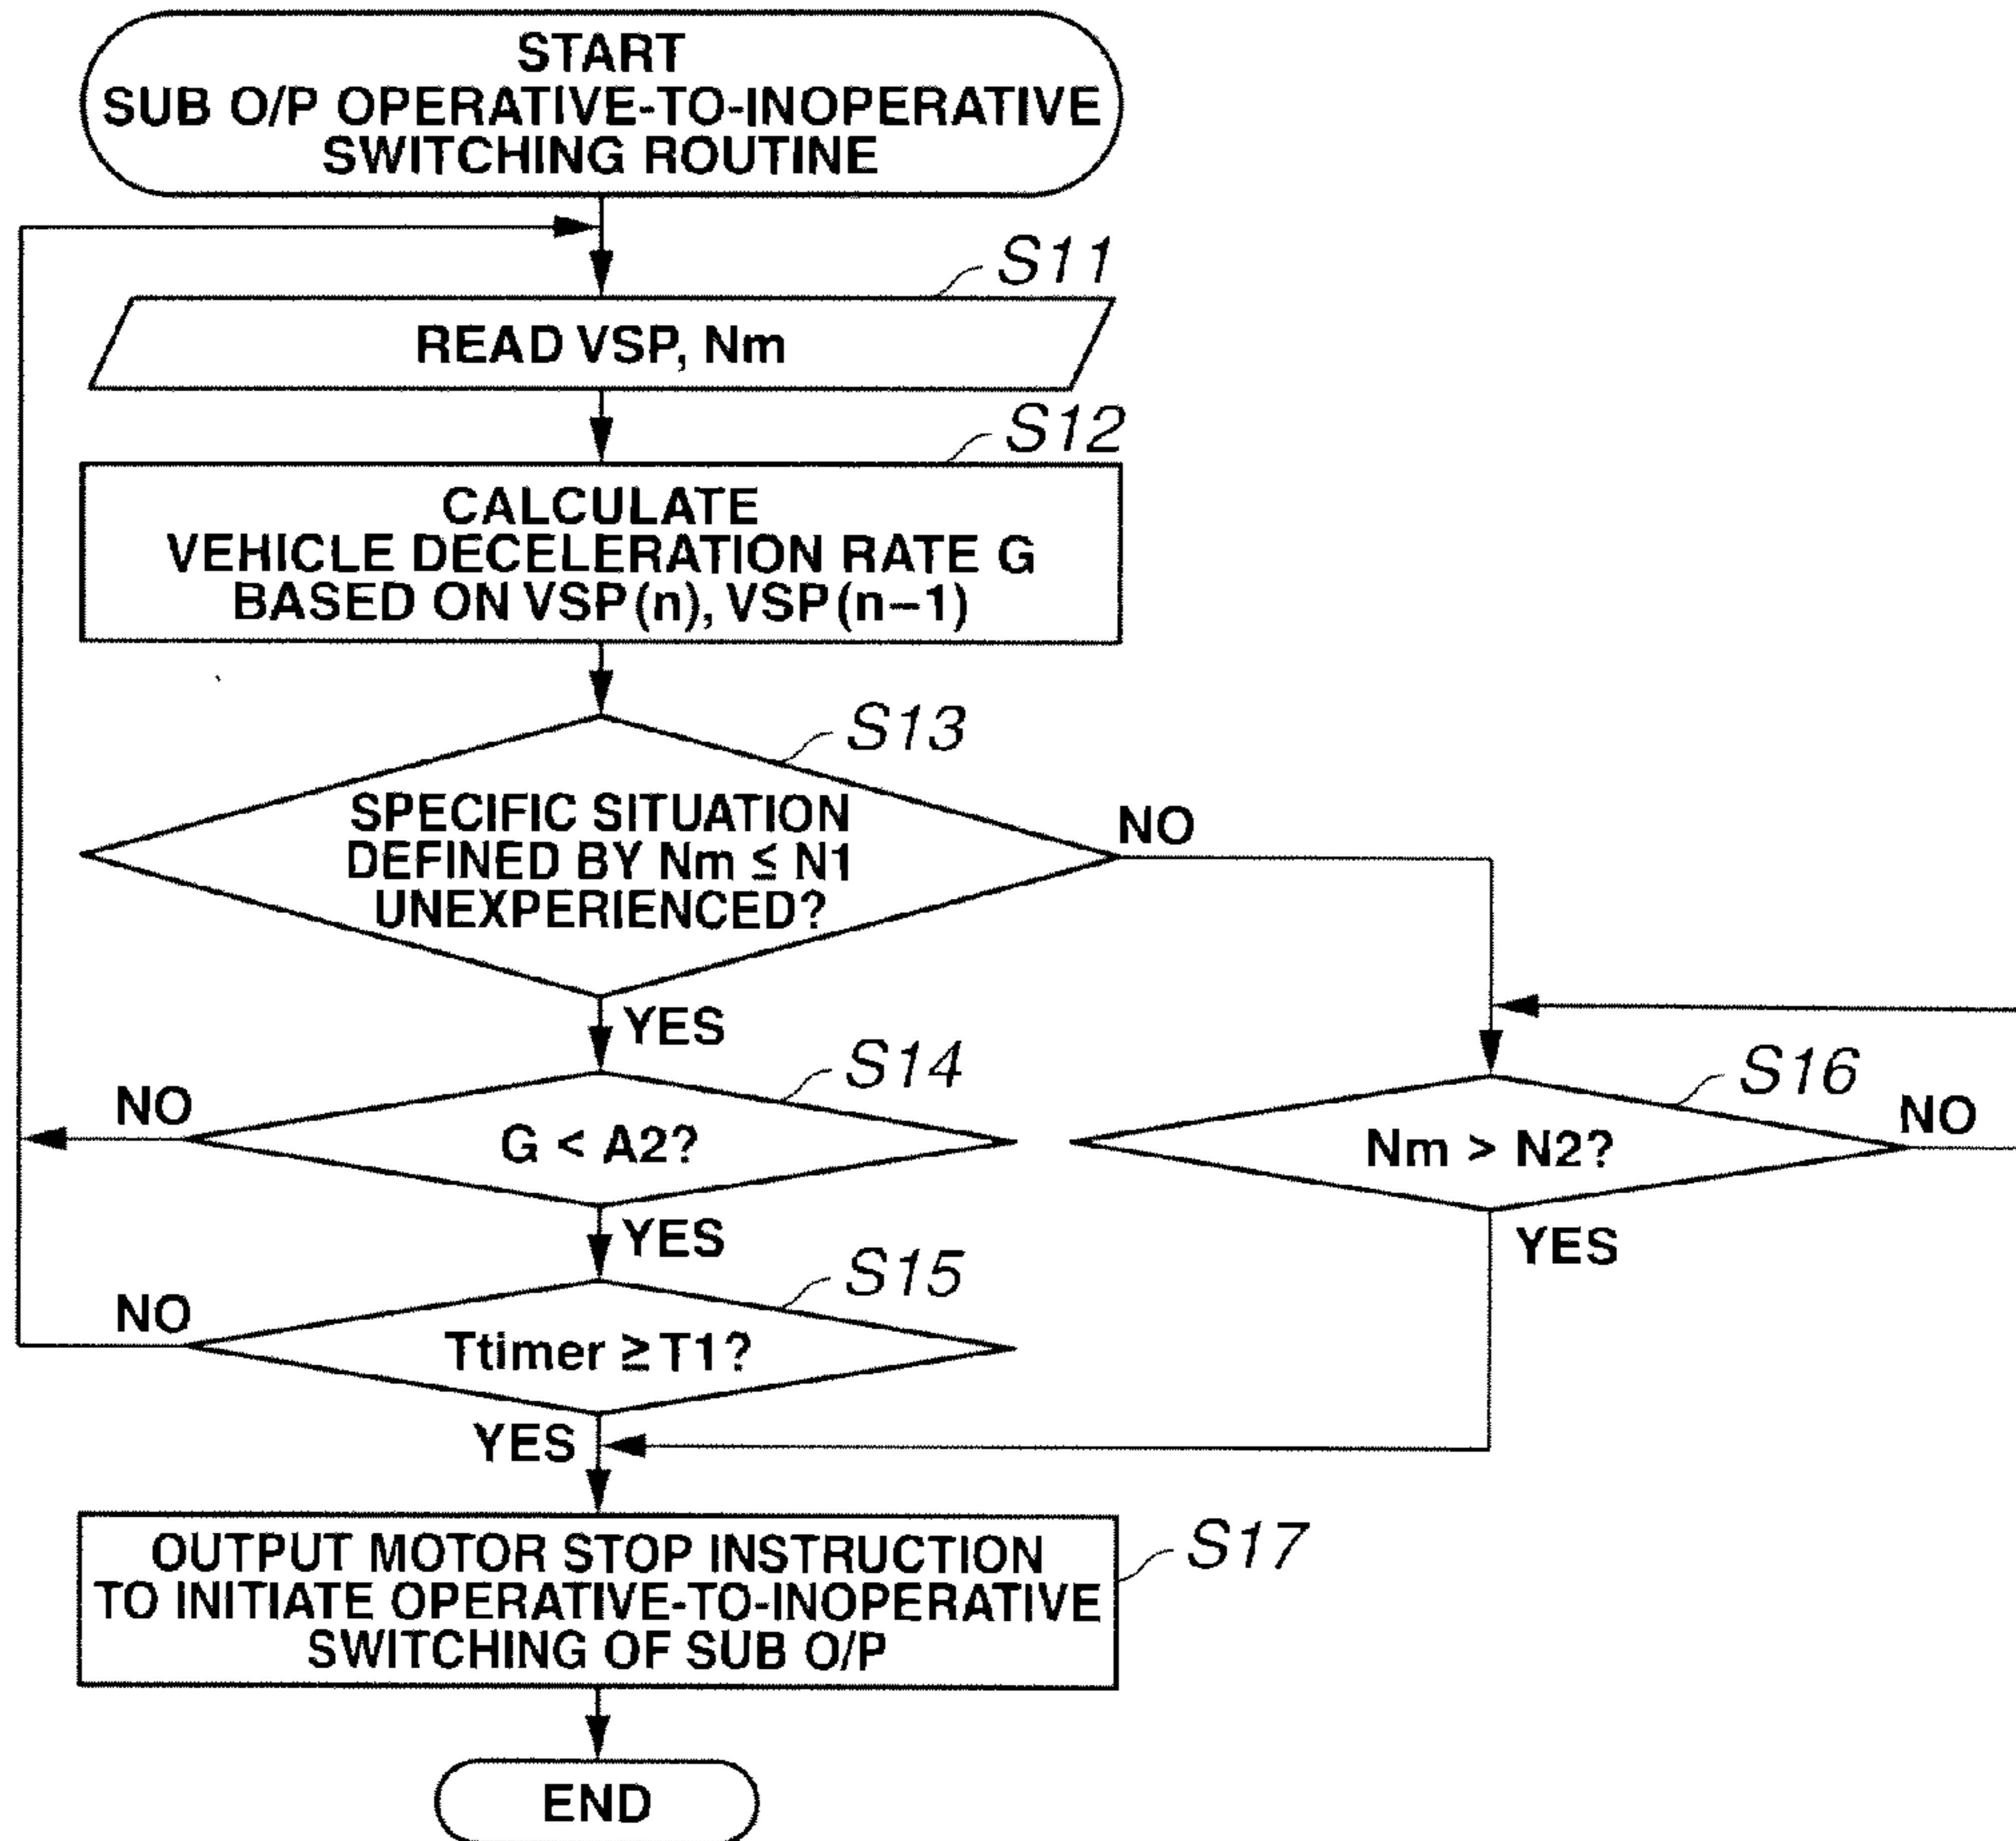 START
SUB O/P OPERATIVE-TO-INOPERATIVE
SWITCHING ROUTINE
S11
READ VSP, Nm
S12
CALCULATE
VEHICLE DECELERATION RATE G
BASED ON VSP(n), VSP(n−1)
S13
SPECIFIC SITUATION
DEFINED BY Nm ≤ N1
UNEXPERIENCED?
NO
YES
S14
NO
G < A2?
YES
S16
Nm > N2?
NO
YES
S15
NO
Ttimer ≥ T1?
YES
OUTPUT MOTOR STOP INSTRUCTION
TO INITIATE OPERATIVE-TO-INOPERATIVE
SWITCHING OF SUB O/P
S17
END